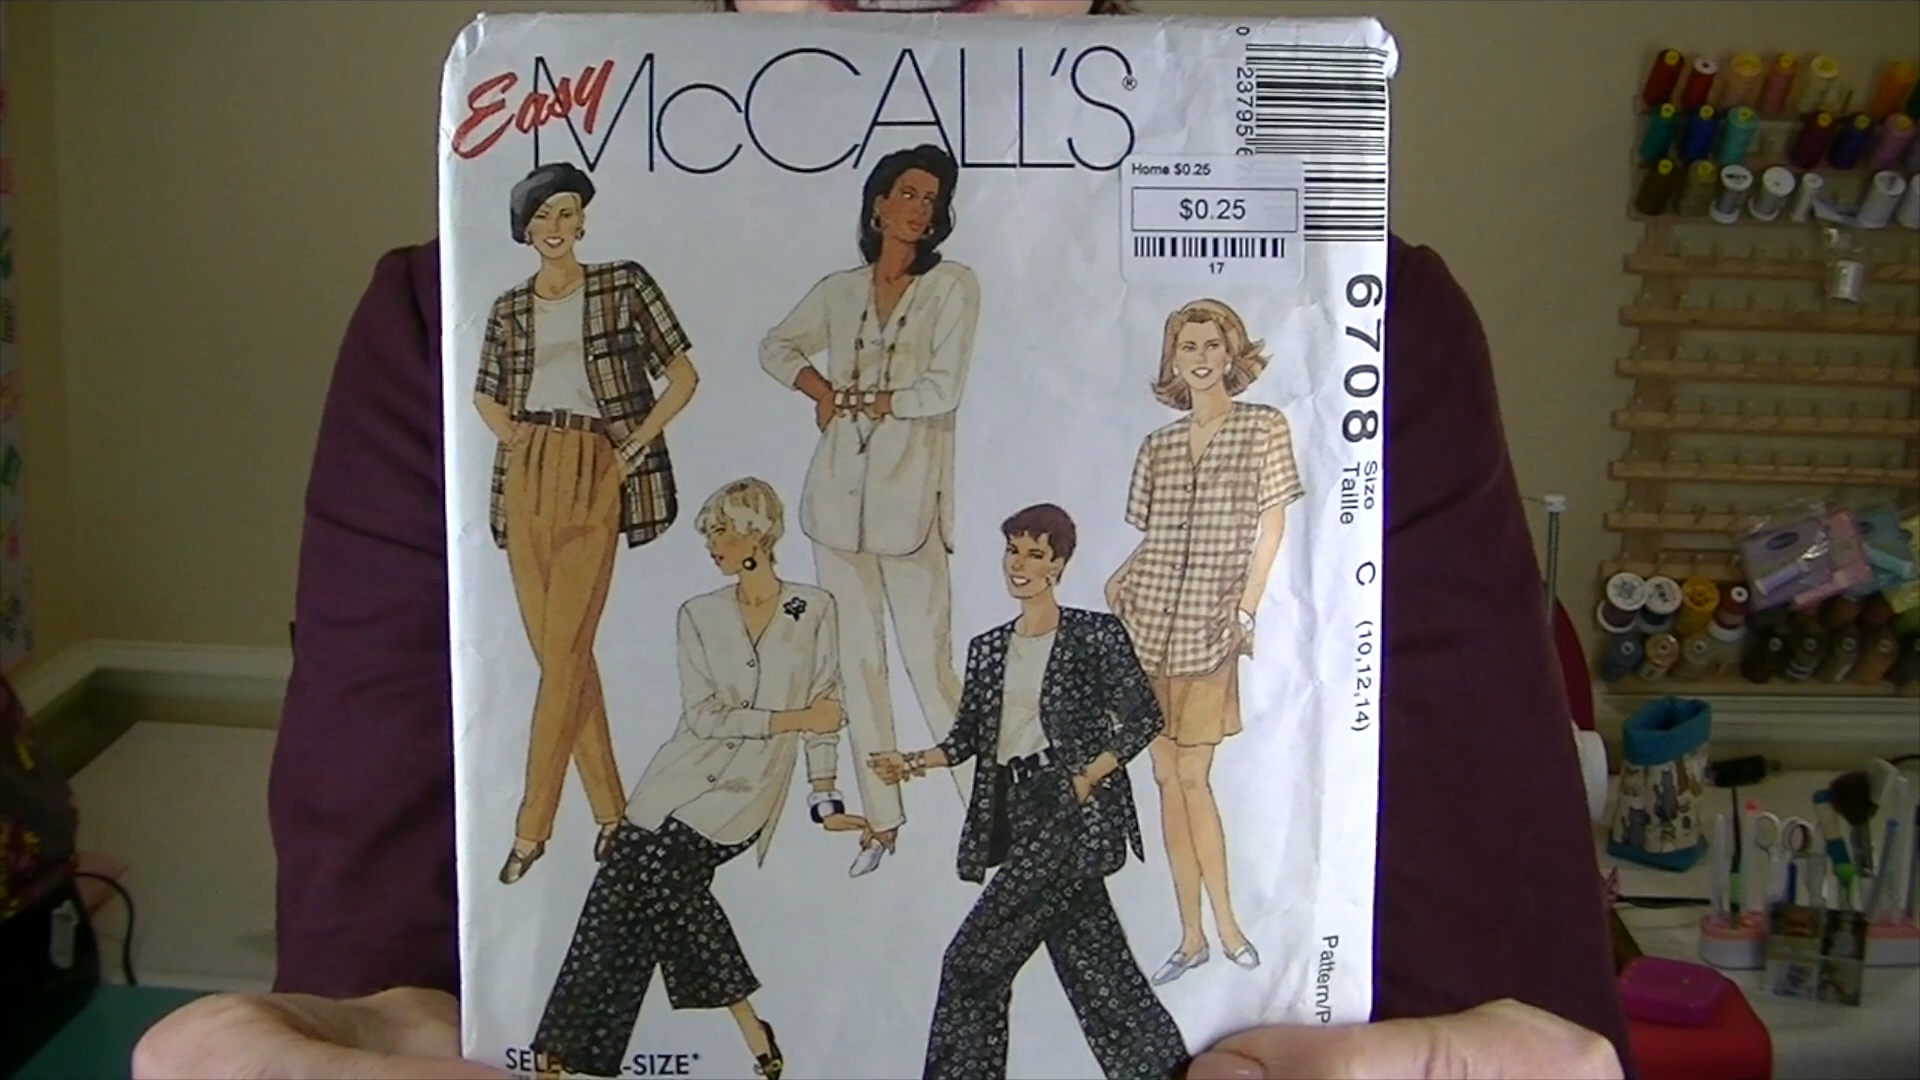 Easy McCALL'S®
Home $0.25
$0.25
17
0 23795 6
6708
Size
Taille
C (10,12,14)
Pattern/P
SELE -SIZE*